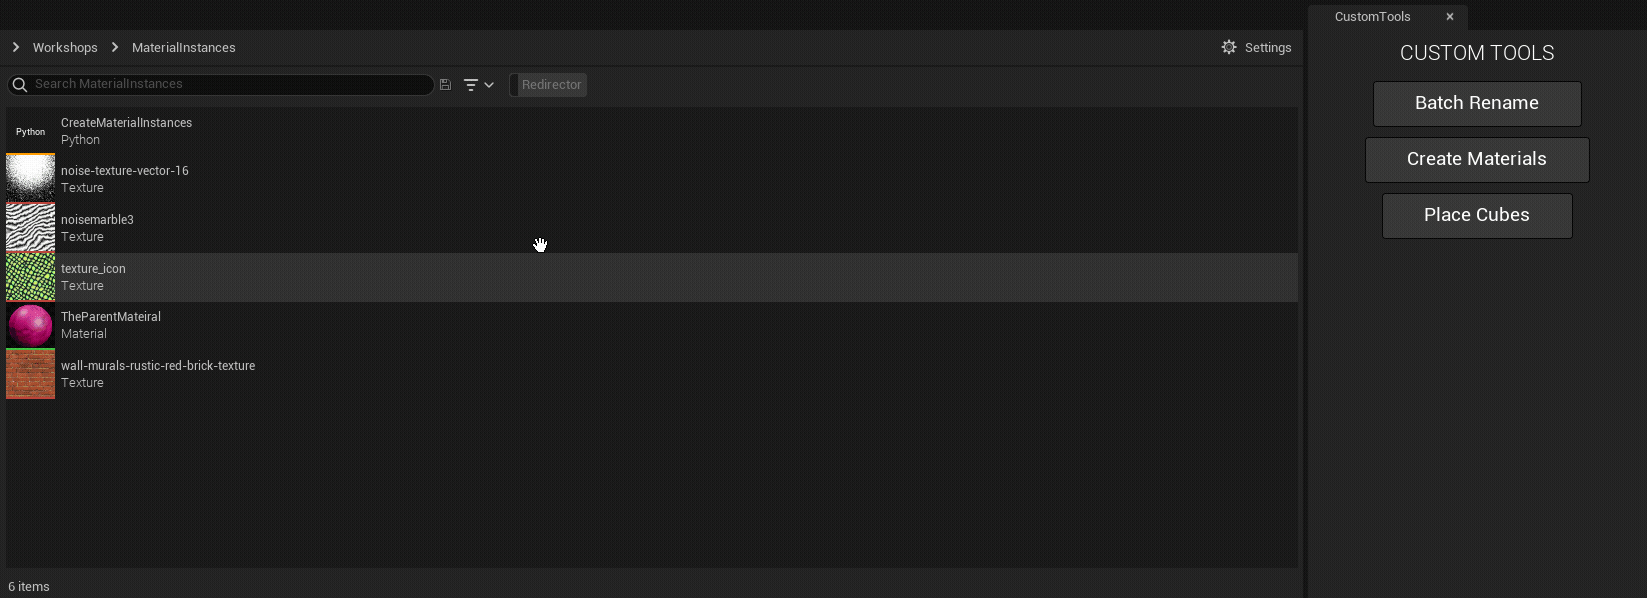 CustomTools
Workshops
MaterialInstances
Settings
Search MaterialInstances
Redirector
Python
CreateMaterialInstances
Python
noise-texture-vector-16
Texture
noisemarble3
Texture
texture_icon
Texture
TheParentMateiral
Material
wall-murals-rustic-red-brick-texture
Texture
6 items
CUSTOM TOOLS
Batch Rename
Create Materials
Place Cubes